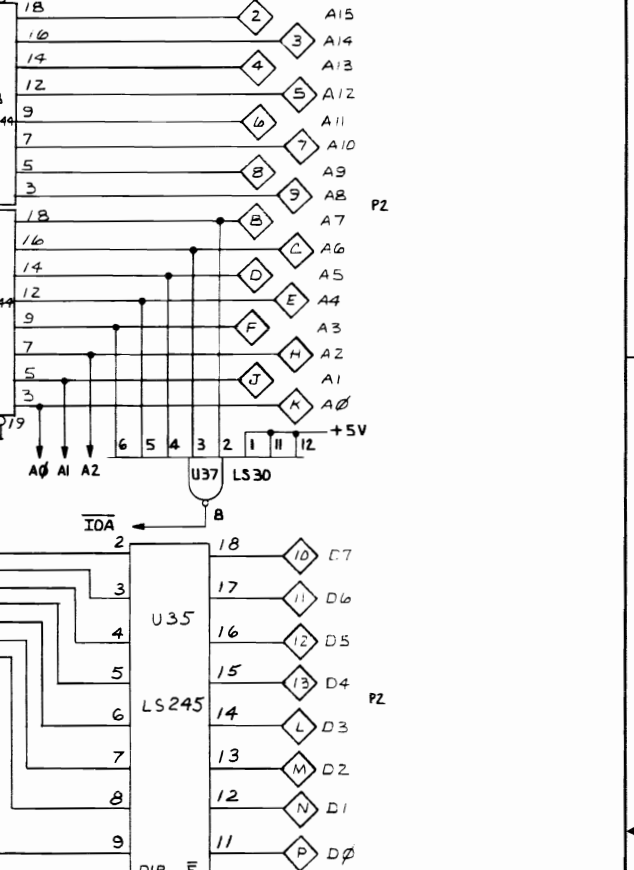 18 2 A15
16 3 A14
14 4 A13
12 5 A12
44 9 6 A11
7 7 A10
5 8 A9
3 9 A8
P2
18 B A7
16 C A6
14 D A5
44 12 E A4
9 F A3
7 H A2
5 J A1
3 K AØ
19
+5V
6 5 4 3 2 1 11 12
AØ A1 A2 U37 LS30
8
IOA
2 18 10 D7
3 17 11 D6
U35
4 16 12 D5
5 15 13 D4
LS245 P2
6 14 L D3
7 13 M D2
8 12 N D1
9 11 P DØ
DIR E